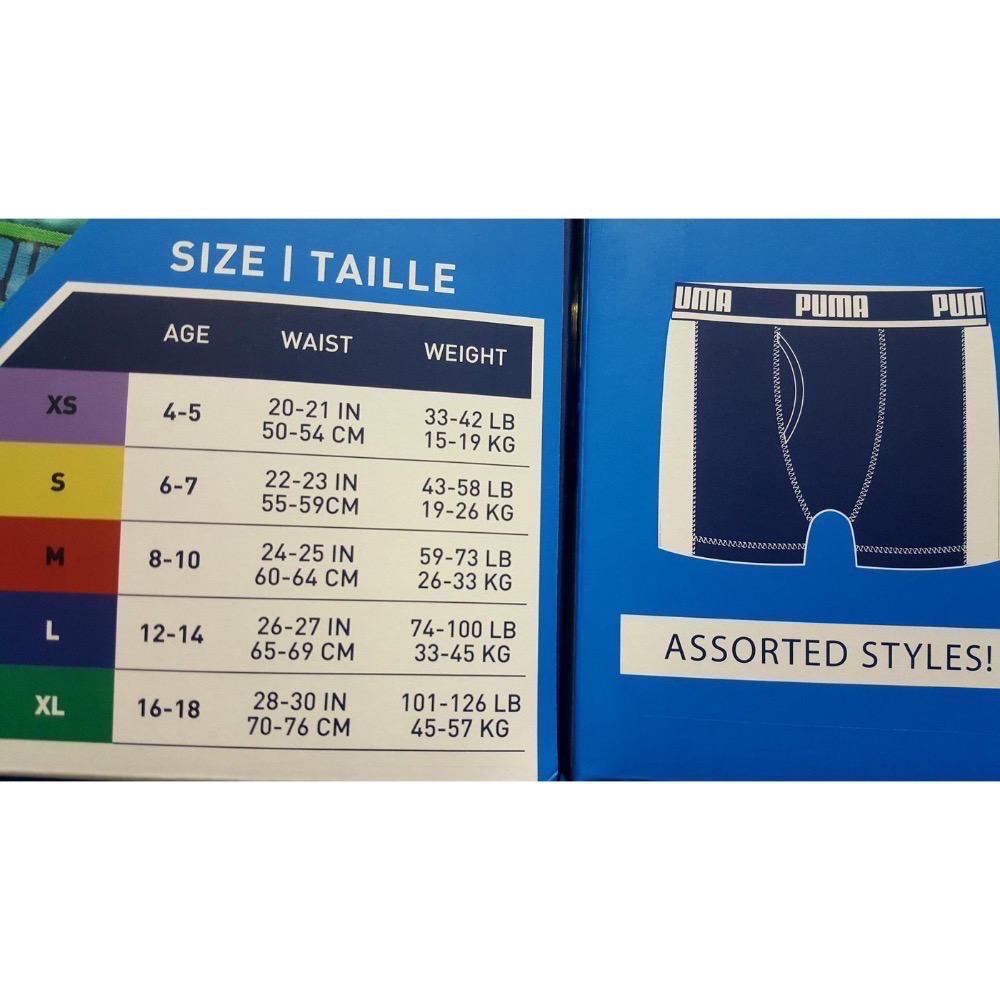 SIZE | TAILLE
AGE WAIST WEIGHT
XS 4-5 20-21 IN 33-42 LB
50-54 CM 15-19 KG
S 6-7 22-23 IN 43-58 LB
55-59CM 19-26 KG
M 8-10 24-25 IN 59-73 LB
60-64 CM 26-33 KG
L 12-14 26-27 IN 74-100 LB
65-69 CM 33-45 KG
XL 16-18 28-30 IN 101-126 LB
70-76 CM 45-57 KG
UMA PUMA PUM
ASSORTED STYLES!